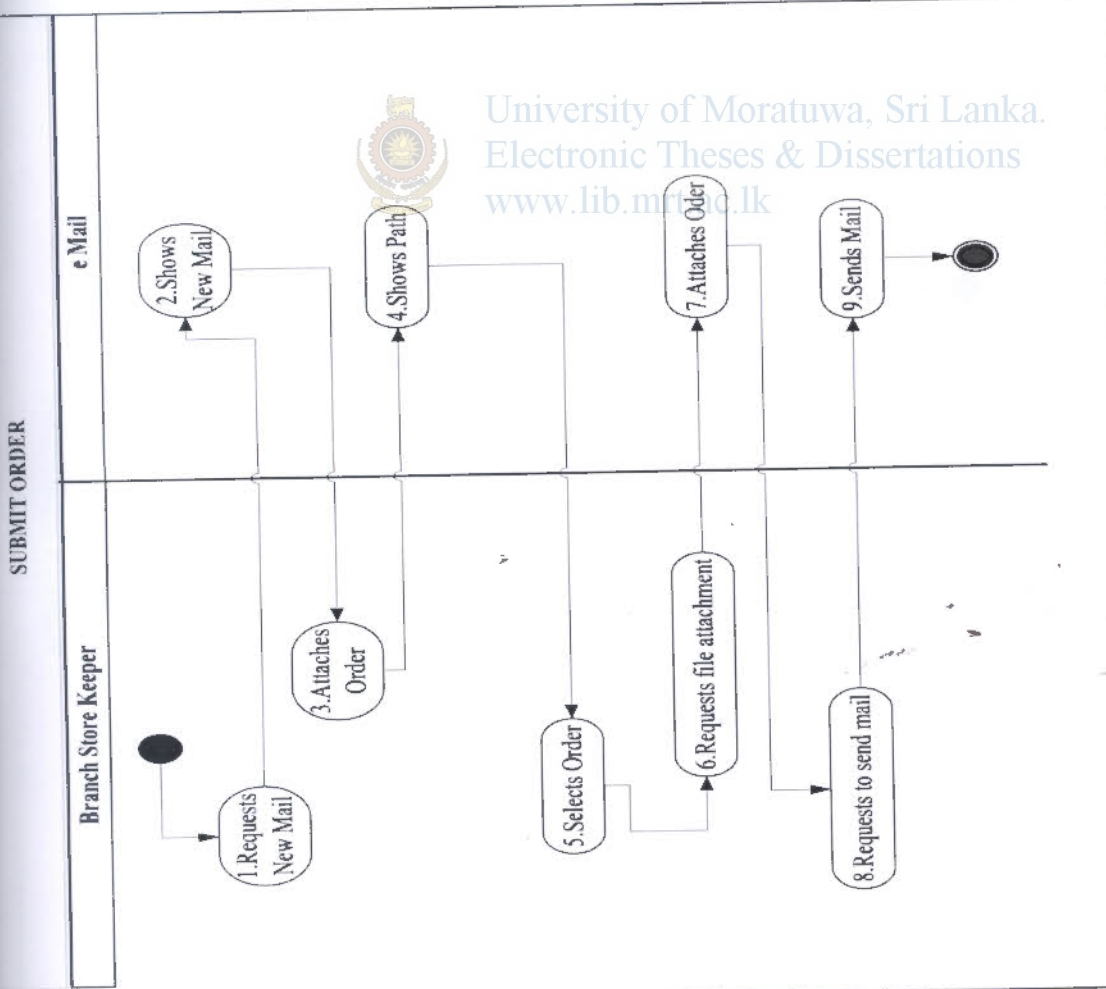 SUBMIT ORDER
Branch Store Keeper
e Mail
1.Requests
New Mail
2.Shows
New Mail
3.Attaches
Order
4.Shows Path
5.Selects Order
6.Requests file attachment
7.Attaches Oder
8.Requests to send mail
9.Sends Mail
University of Moratuwa, Sri Lanka.
Electronic Theses & Dissertations
www.lib.mrt.ac.lk